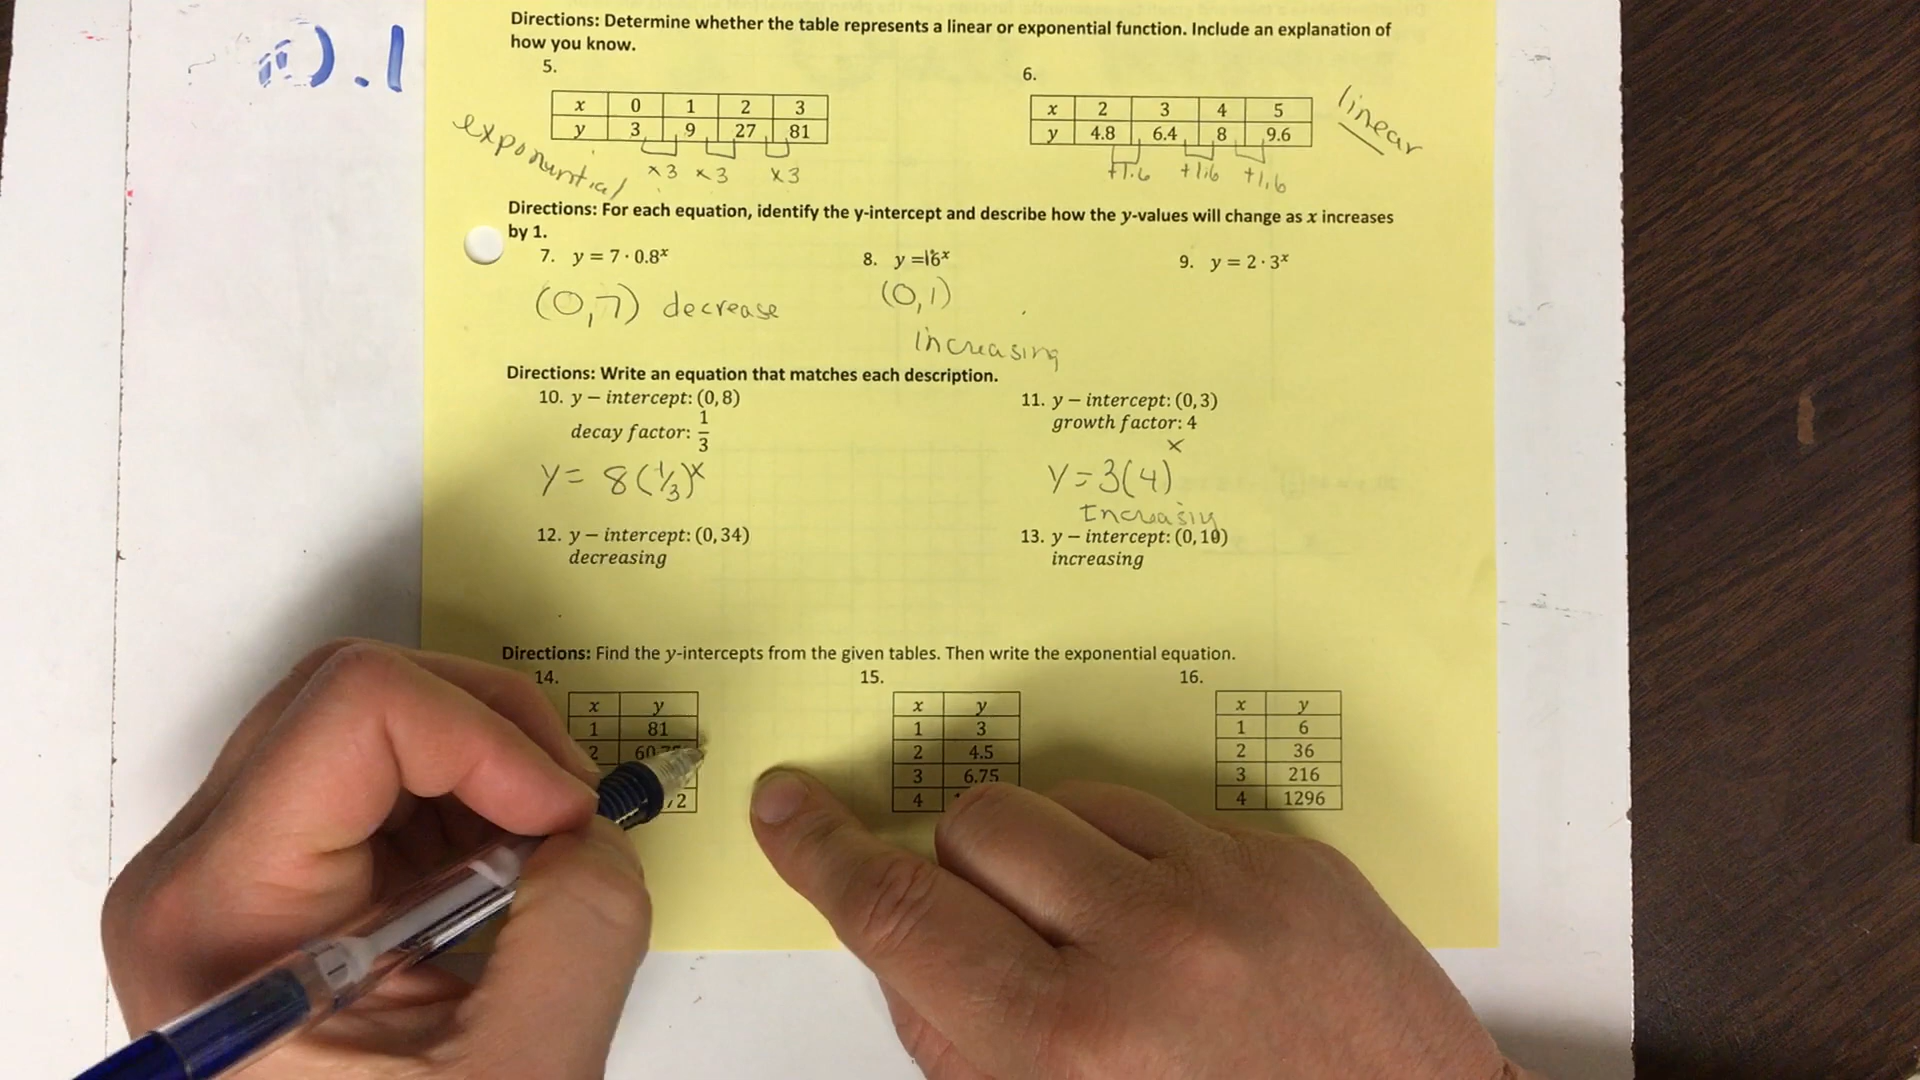 Directions: Determine whether the table represents a linear or exponential function. Include an explanation of
how you know.
5.
x 0 1 2 3
y 3 9 27 81
×3 ×3 ×3
exponential
6.
x 2 3 4 5
y 4.8 6.4 8 9.6
+1.6 +1.6 +1.6
linear
Directions: For each equation, identify the y-intercept and describe how the y-values will change as x increases
by 1.
7. y = 7 · 0.8ˣ
(0,7) decrease
8. y =16ˣ
(0,1)
increasing
9. y = 2 · 3ˣ
Directions: Write an equation that matches each description.
10. y − intercept: (0,8)
decay factor: 1/3
y = 8(1/3)ˣ
11. y − intercept: (0,3)
growth factor: 4
y = 3(4)ˣ
Increasing
12. y − intercept: (0,34)
decreasing
13. y − intercept: (0,10)
increasing
Directions: Find the y-intercepts from the given tables. Then write the exponential equation.
14.
x y
1 81
2
15.
x y
1 3
2 4.5
3 6.75
4
16.
x y
1 6
2 36
3 216
4 1296